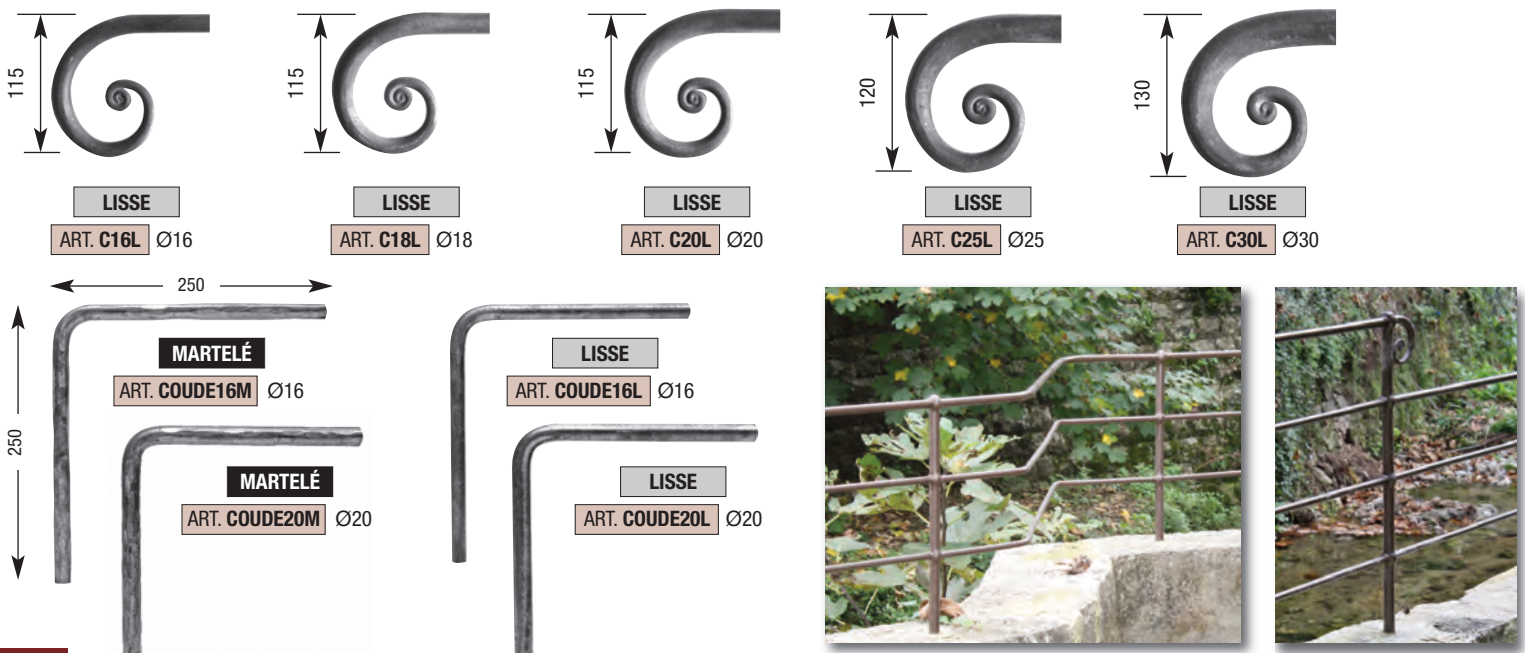 115
115
115
120
130
LISSE
LISSE
LISSE
LISSE
LISSE
ART. C16L Ø16
ART. C18L Ø18
ART. C20L Ø20
ART. C25L Ø25
ART. C30L Ø30
250
250
MARTELÉ
ART. COUDE16M Ø16
LISSE
ART. COUDE16L Ø16
MARTELÉ
ART. COUDE20M Ø20
LISSE
ART. COUDE20L Ø20